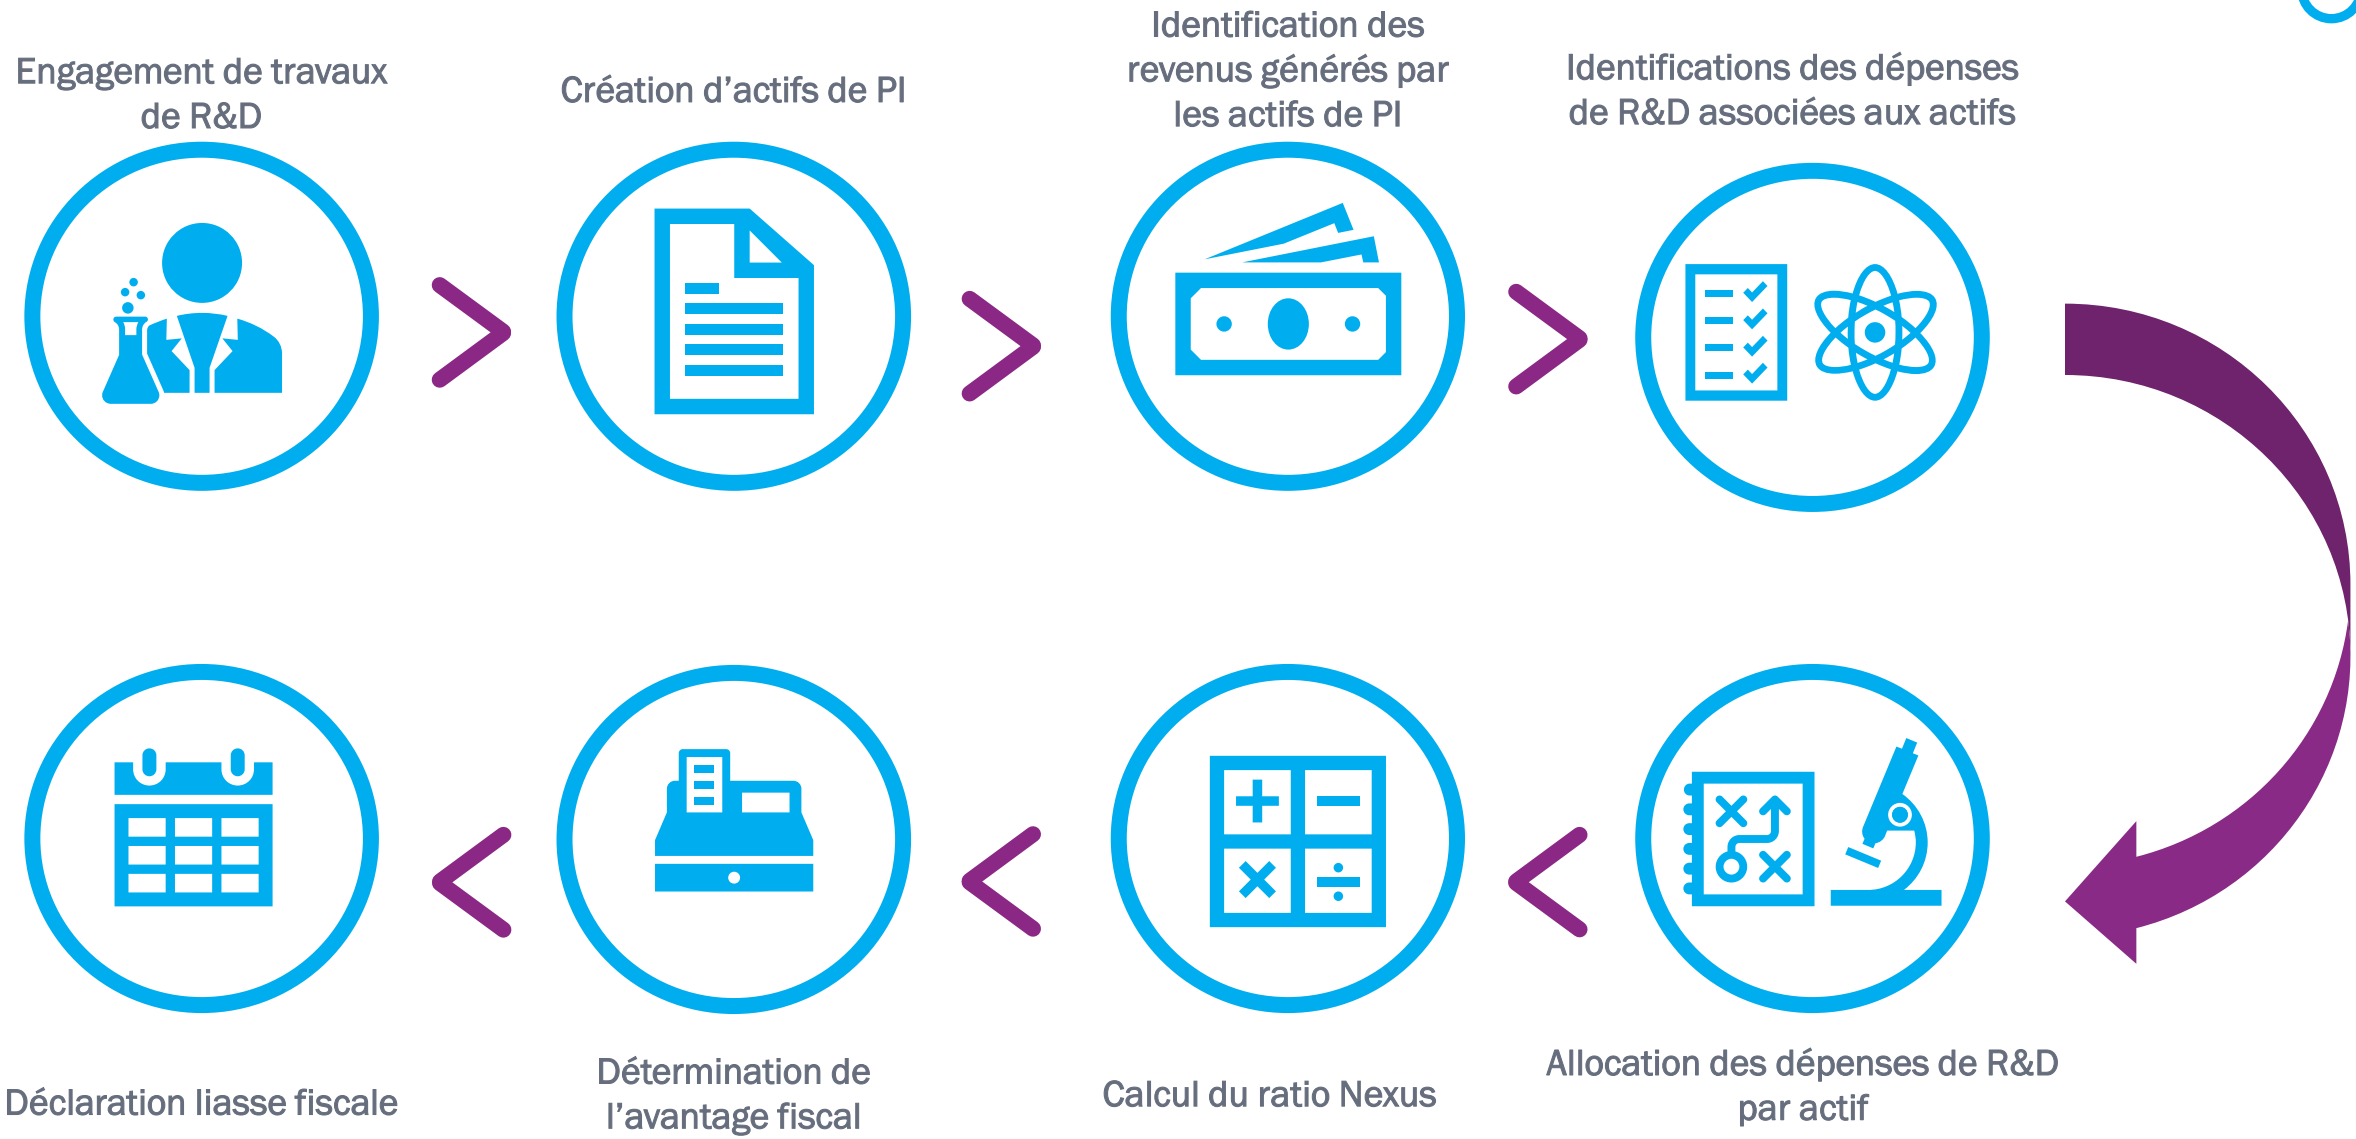 Engagement de travaux
de R&D
Création d’actifs de PI
Identification des
revenus générés par
les actifs de PI
Identifications des dépenses
de R&D associées aux actifs
Allocation des dépenses de R&D
par actif
Calcul du ratio Nexus
Détermination de
l’avantage fiscal
Déclaration liasse fiscale